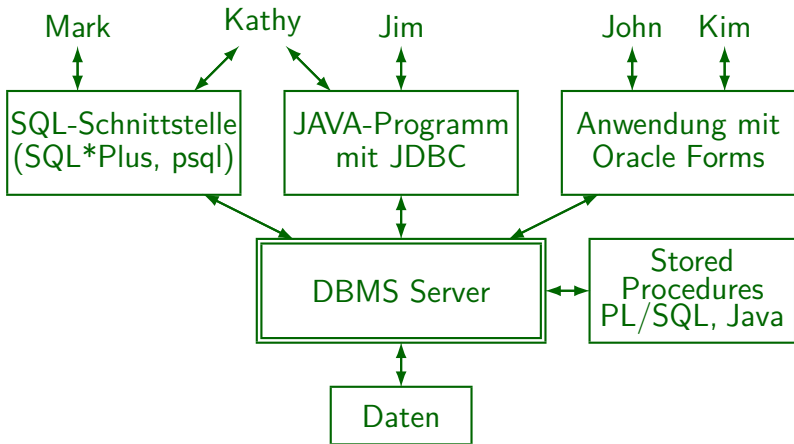 Mark
Kathy
Jim
John
Kim
SQL-Schnittstelle
(SQL*Plus, psql)
JAVA-Programm
mit JDBC
Anwendung mit
Oracle Forms
DBMS Server
Stored
Procedures
PL/SQL, Java
Daten